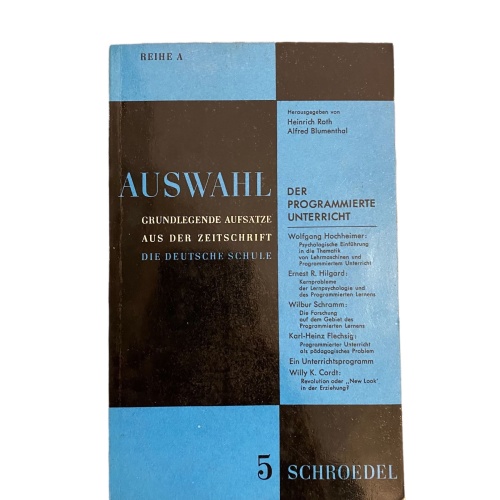 REIHE A
Herausgegeben von
Heinrich Roth
Alfred Blumenthal
AUSWAHL
GRUNDLEGENDE AUFSÄTZE
AUS DER ZEITSCHRIFT
DIE DEUTSCHE SCHULE
DER
PROGRAMMIERTE
UNTERRICHT
Wolfgang Hochheimer:
Psychologische Einführung
in die Thematik
von Lehrmaschinen und
Programmiertem Unterricht
Ernest R. Hilgard:
Kernprobleme
der Lernpsychologie und
des Programmierten Lernens
Wilbur Schramm:
Die Forschung
auf dem Gebiet des
Programmierten Lernens
Karl-Heinz Flechsig:
Programmierter Unterricht
als pädagogisches Problem
Ein Unterrichtsprogramm
Willy K. Cordt:
Revolution oder „New Look"
in der Erziehung?
5 SCHROEDEL